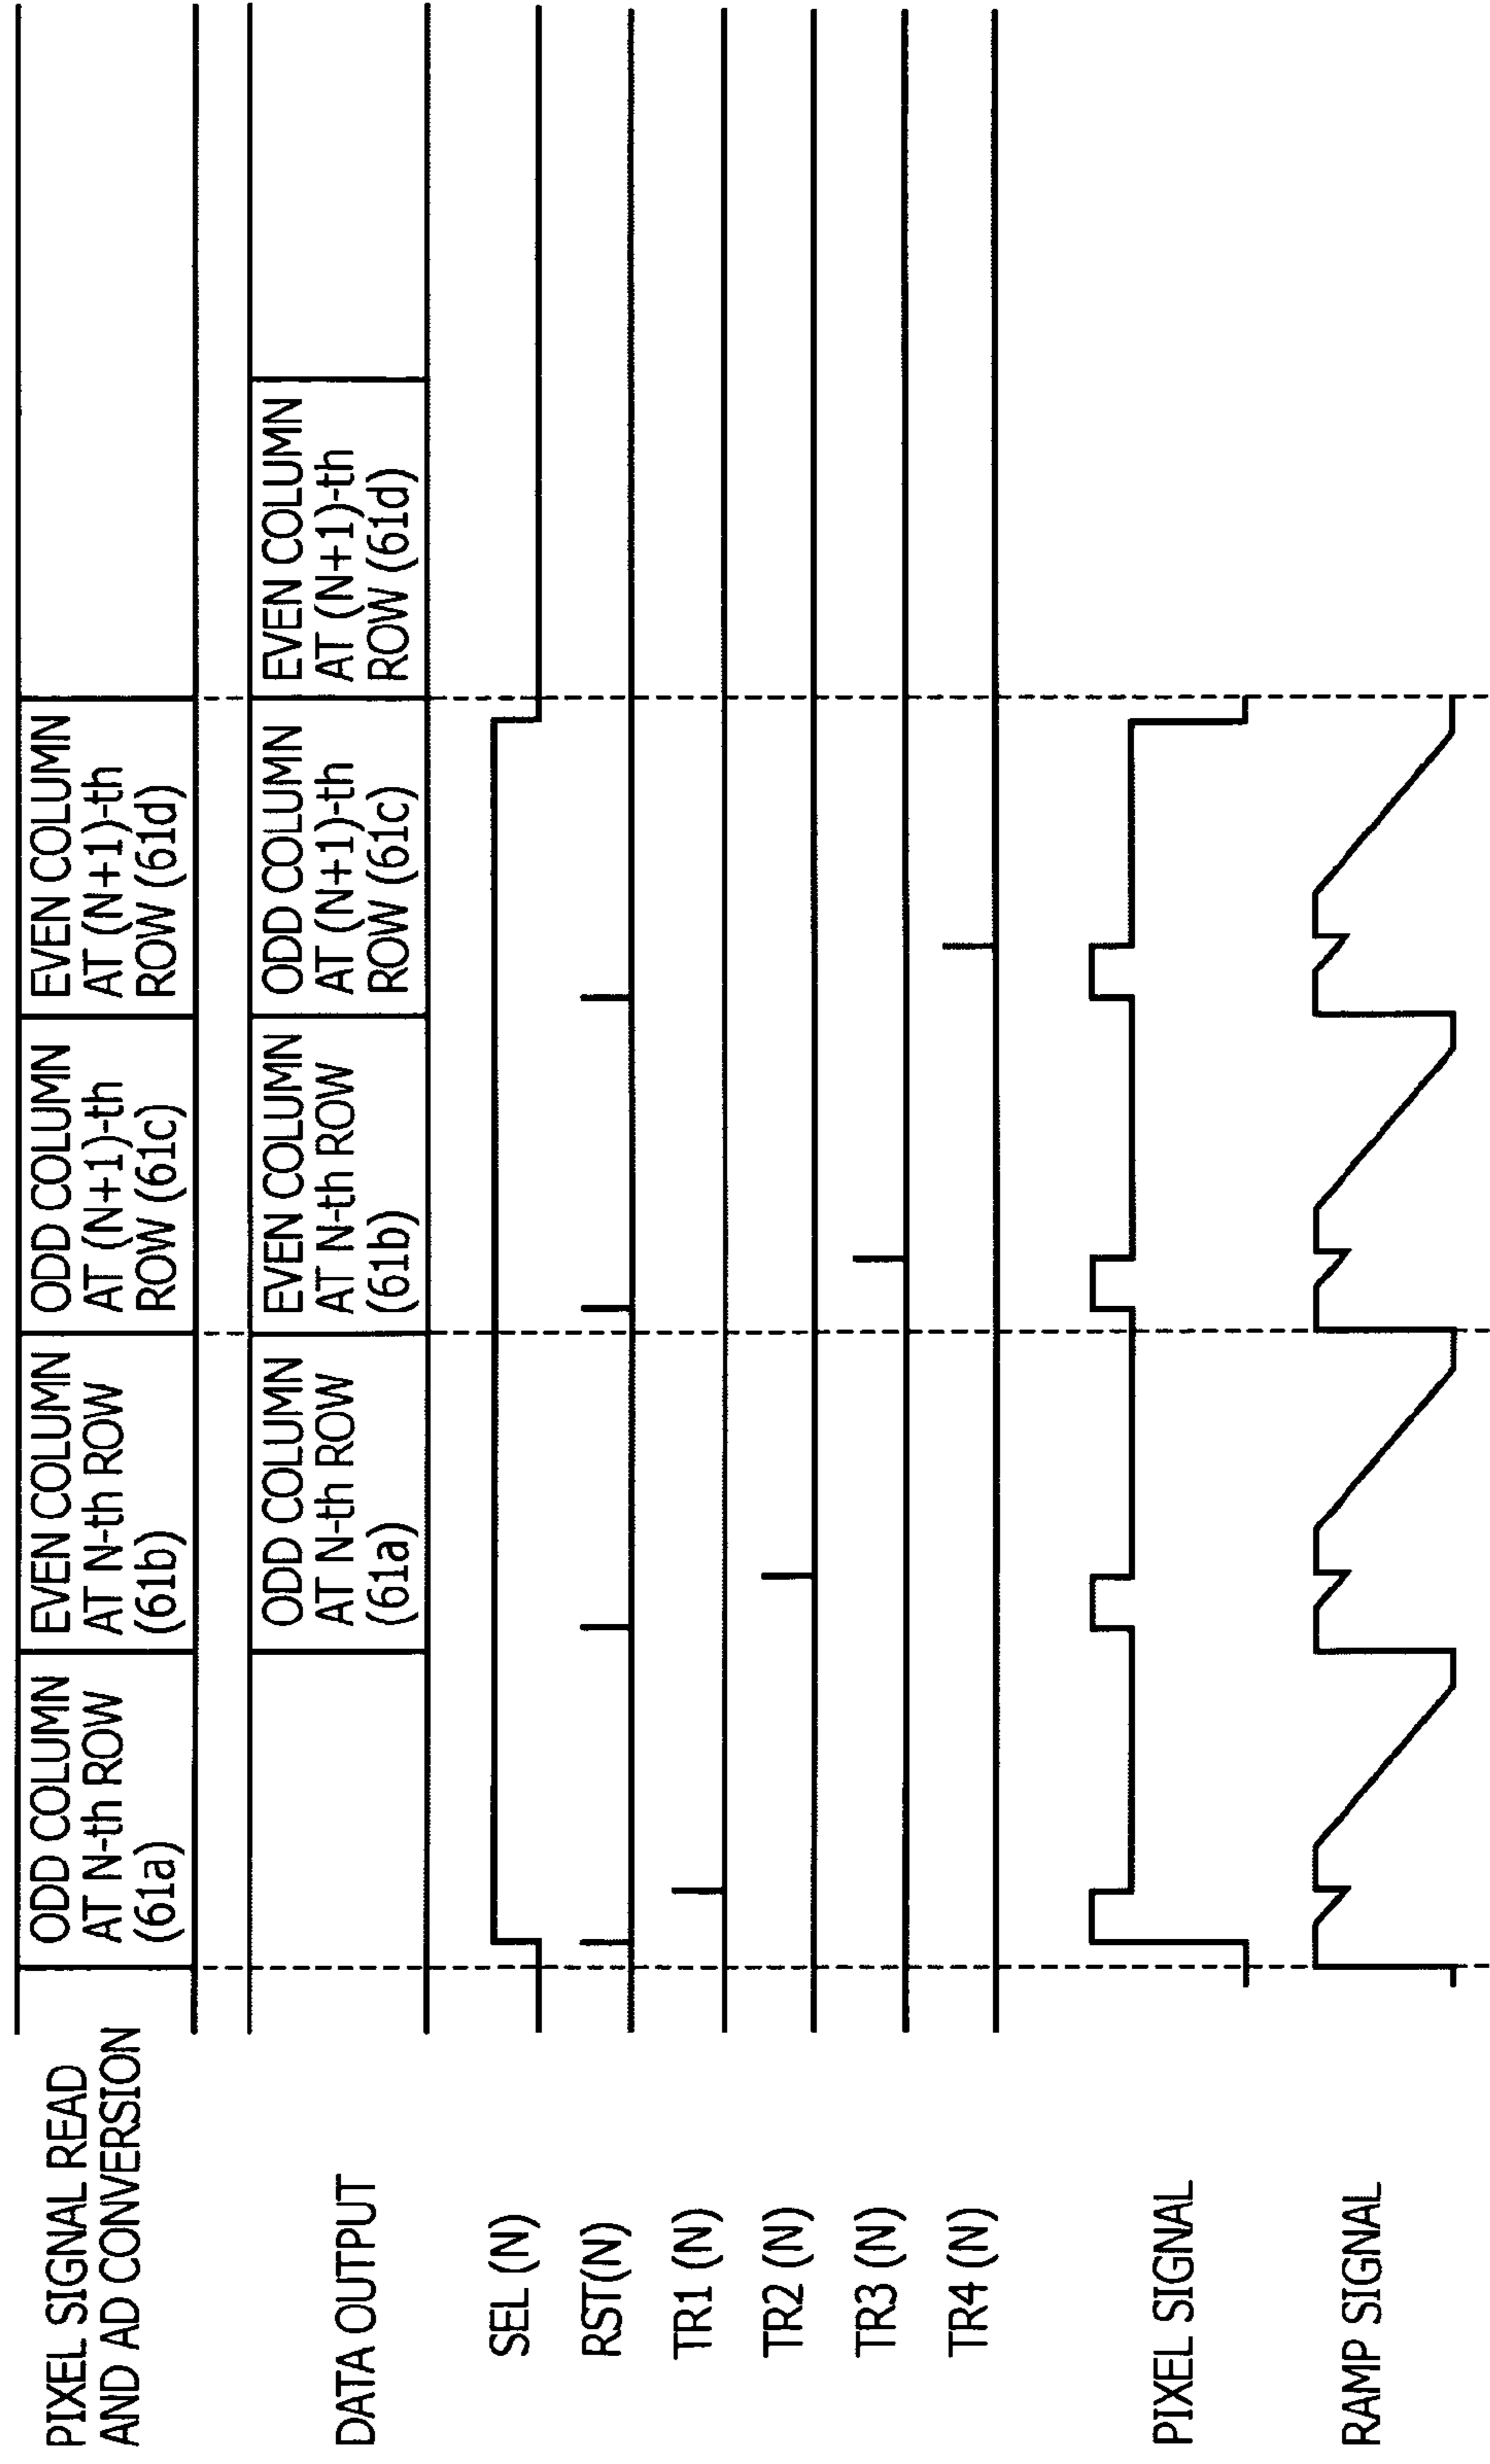 PIXEL SIGNAL READ
AND AD CONVERSION
ODD COLUMN
AT N-th ROW
(61a)
EVEN COLUMN
AT N-th ROW
(61b)
ODD COLUMN
AT (N+1)-th
ROW (61c)
EVEN COLUMN
AT (N+1)-th
ROW (61d)
DATA OUTPUT
ODD COLUMN
AT N-th ROW
(61a)
EVEN COLUMN
AT N-th ROW
(61b)
ODD COLUMN
AT (N+1)-th
ROW (61c)
EVEN COLUMN
AT (N+1)-th
ROW (61d)
SEL (N)
RST(N)
TR1 (N)
TR2 (N)
TR3 (N)
TR4 (N)
PIXEL SIGNAL
RAMP SIGNAL